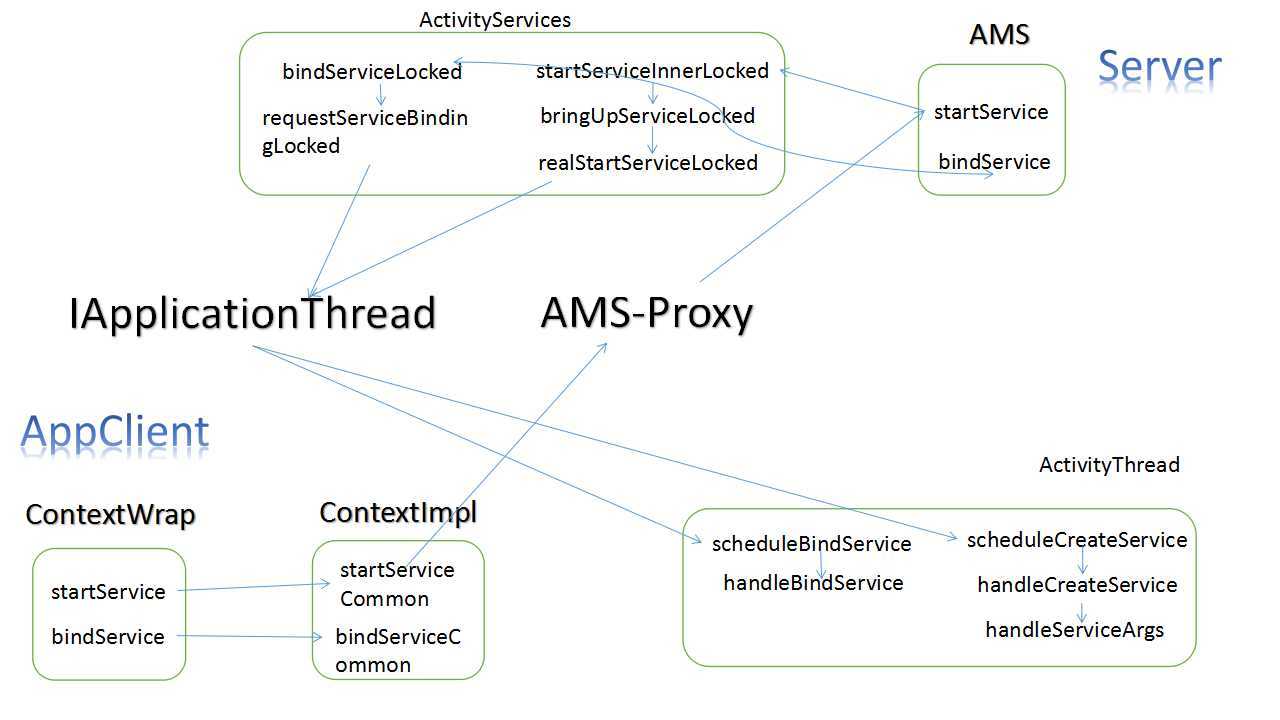 ActivityServices
bindServiceLocked
requestServiceBindin
gLocked
startServiceInnerLocked
bringUpServiceLocked
realStartServiceLocked
AMS
startService
bindService
Server
IApplicationThread
AMS-Proxy
AppClient
ContextWrap
startService
bindService
ContextImpl
startService
Common
bindServiceC
ommon
ActivityThread
scheduleBindService
handleBindService
scheduleCreateService
handleCreateService
handleServiceArgs